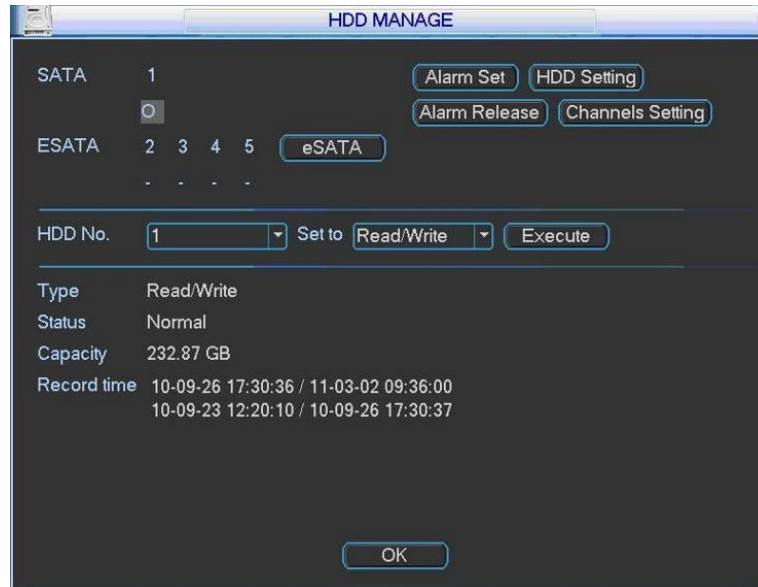 HDD MANAGE
SATA 1 Alarm Set HDD Setting
O Alarm Release Channels Setting
ESATA 2 3 4 5 eSATA
- - - -
HDD No. 1 Set to Read/Write Execute
Type Read/Write
Status Normal
Capacity 232.87 GB
Record time 10-09-26 17:30:36 / 11-03-02 09:36:00
10-09-23 12:20:10 / 10-09-26 17:30:37
OK